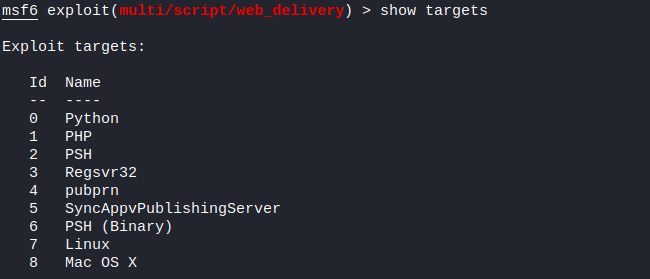 msf6 exploit(multi/script/web_delivery) > show targets
Exploit targets:
Id  Name
--  ----
0   Python
1   PHP
2   PSH
3   Regsvr32
4   pubprn
5   SyncAppvPublishingServer
6   PSH (Binary)
7   Linux
8   Mac OS X